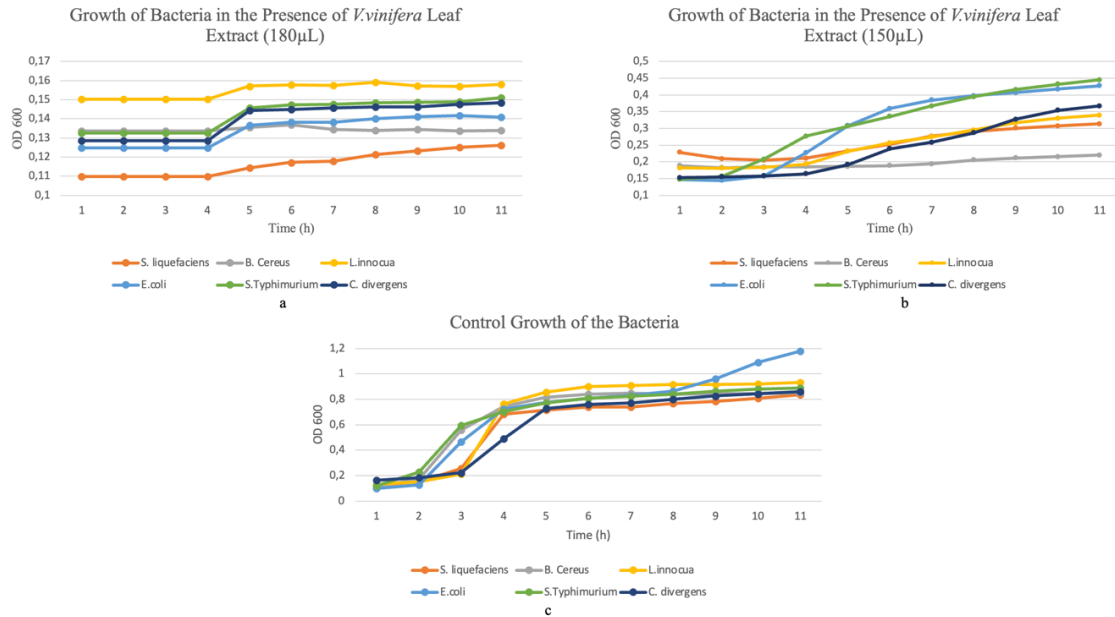 Growth of Bacteria in the Presence of V.vinifera Leaf
Extract (180µL)
0,17
0,16
0,15
0,14
0,13
0,12
0,11
0,1
OD 600
1 2 3 4 5 6 7 8 9 10 11
Time (h)
S. liquefaciens B. Cereus L.innocua
E.coli S.Typhimurium C. divergens
a
Growth of Bacteria in the Presence of V.vinifera Leaf
Extract (150µL)
0,5
0,45
0,4
0,35
0,3
0,25
0,2
0,15
0,1
OD 600
1 2 3 4 5 6 7 8 9 10 11
Time (h)
S. liquefaciens B. Cereus L.innocua
E.coli S.Typhimurium C. divergens
b
Control Growth of the Bacteria
1,2
1
0,8
0,6
0,4
0,2
0
OD 600
1 2 3 4 5 6 7 8 9 10 11
Time (h)
S. liquefaciens B. Cereus L.innocua
E.coli S.Typhimurium C. divergens
c